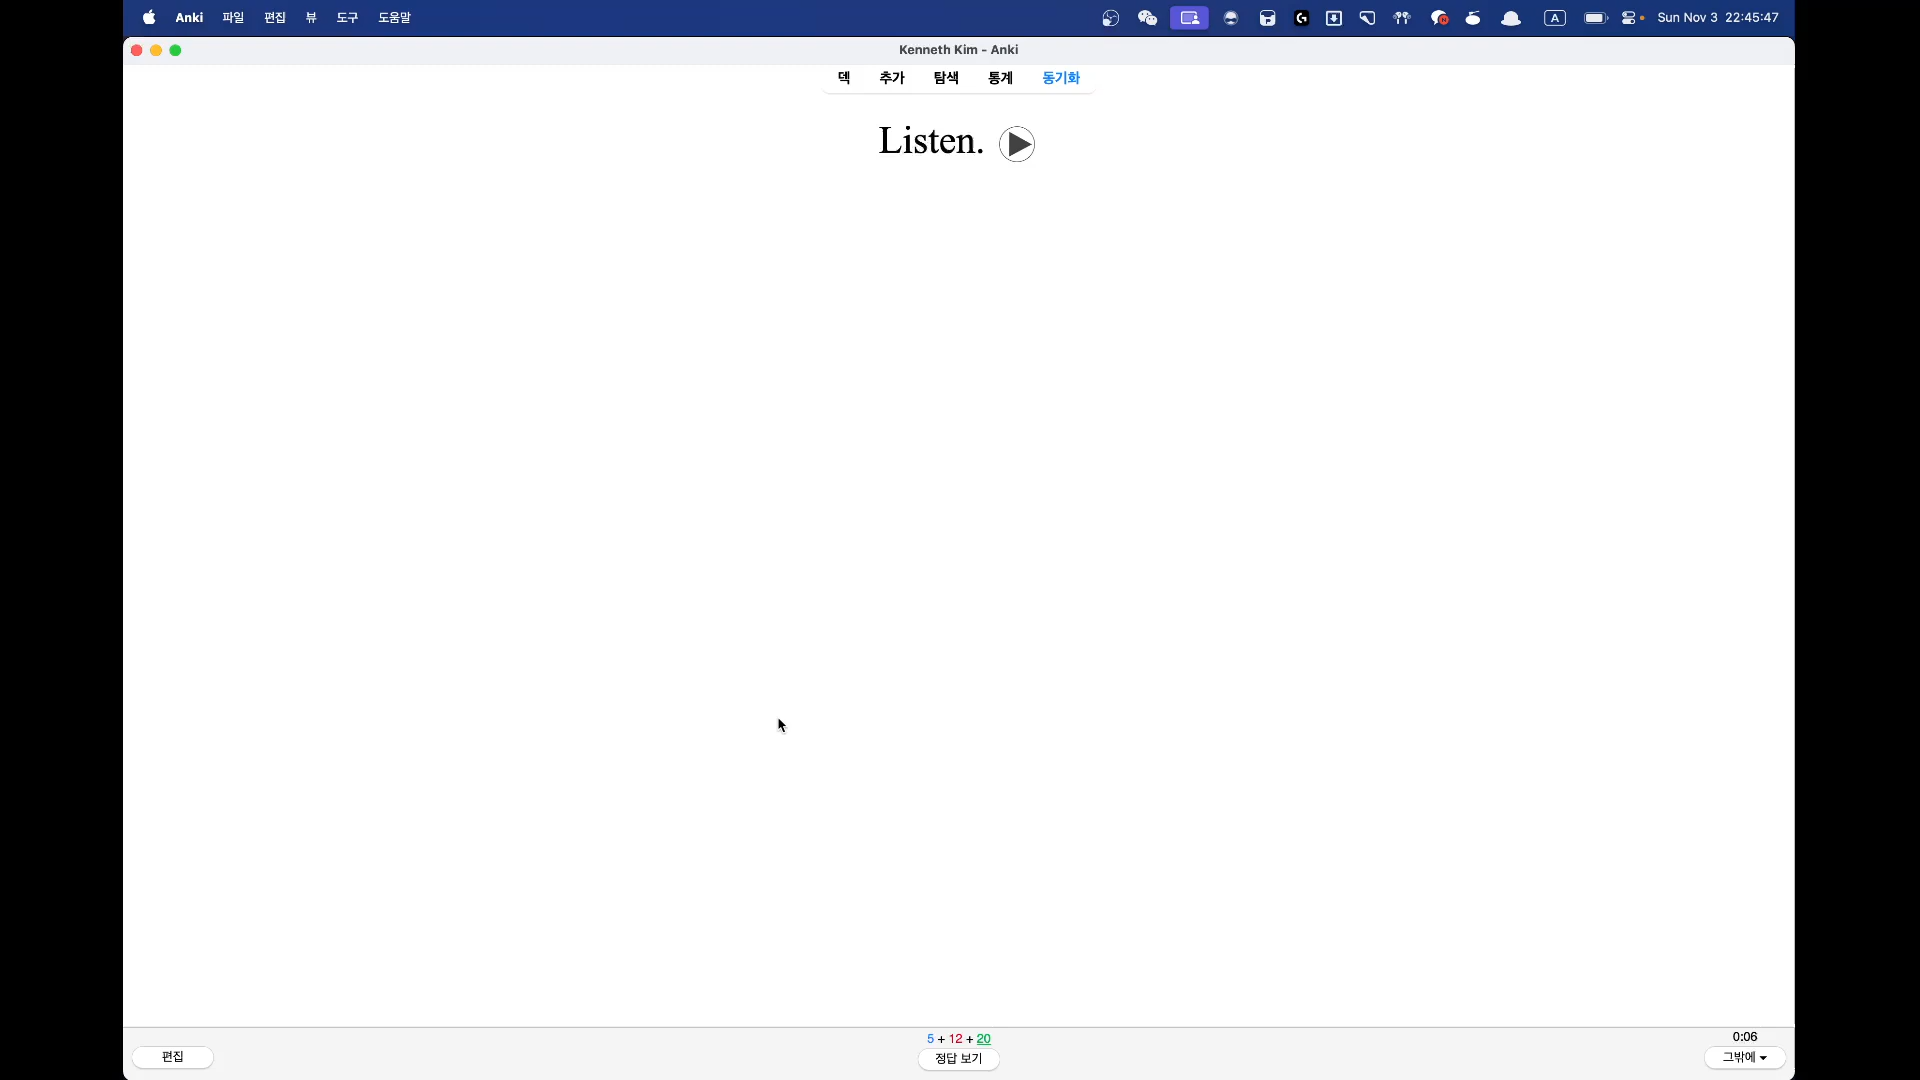 Anki 파일 편집 뷰 도구 도움말 A Sun Nov 3 22:45:47
Kenneth Kim - Anki
덱 추가 탐색 통계 동기화
Listen.
5 + 12 + 20 0:06
편집 정답 보기 그밖에